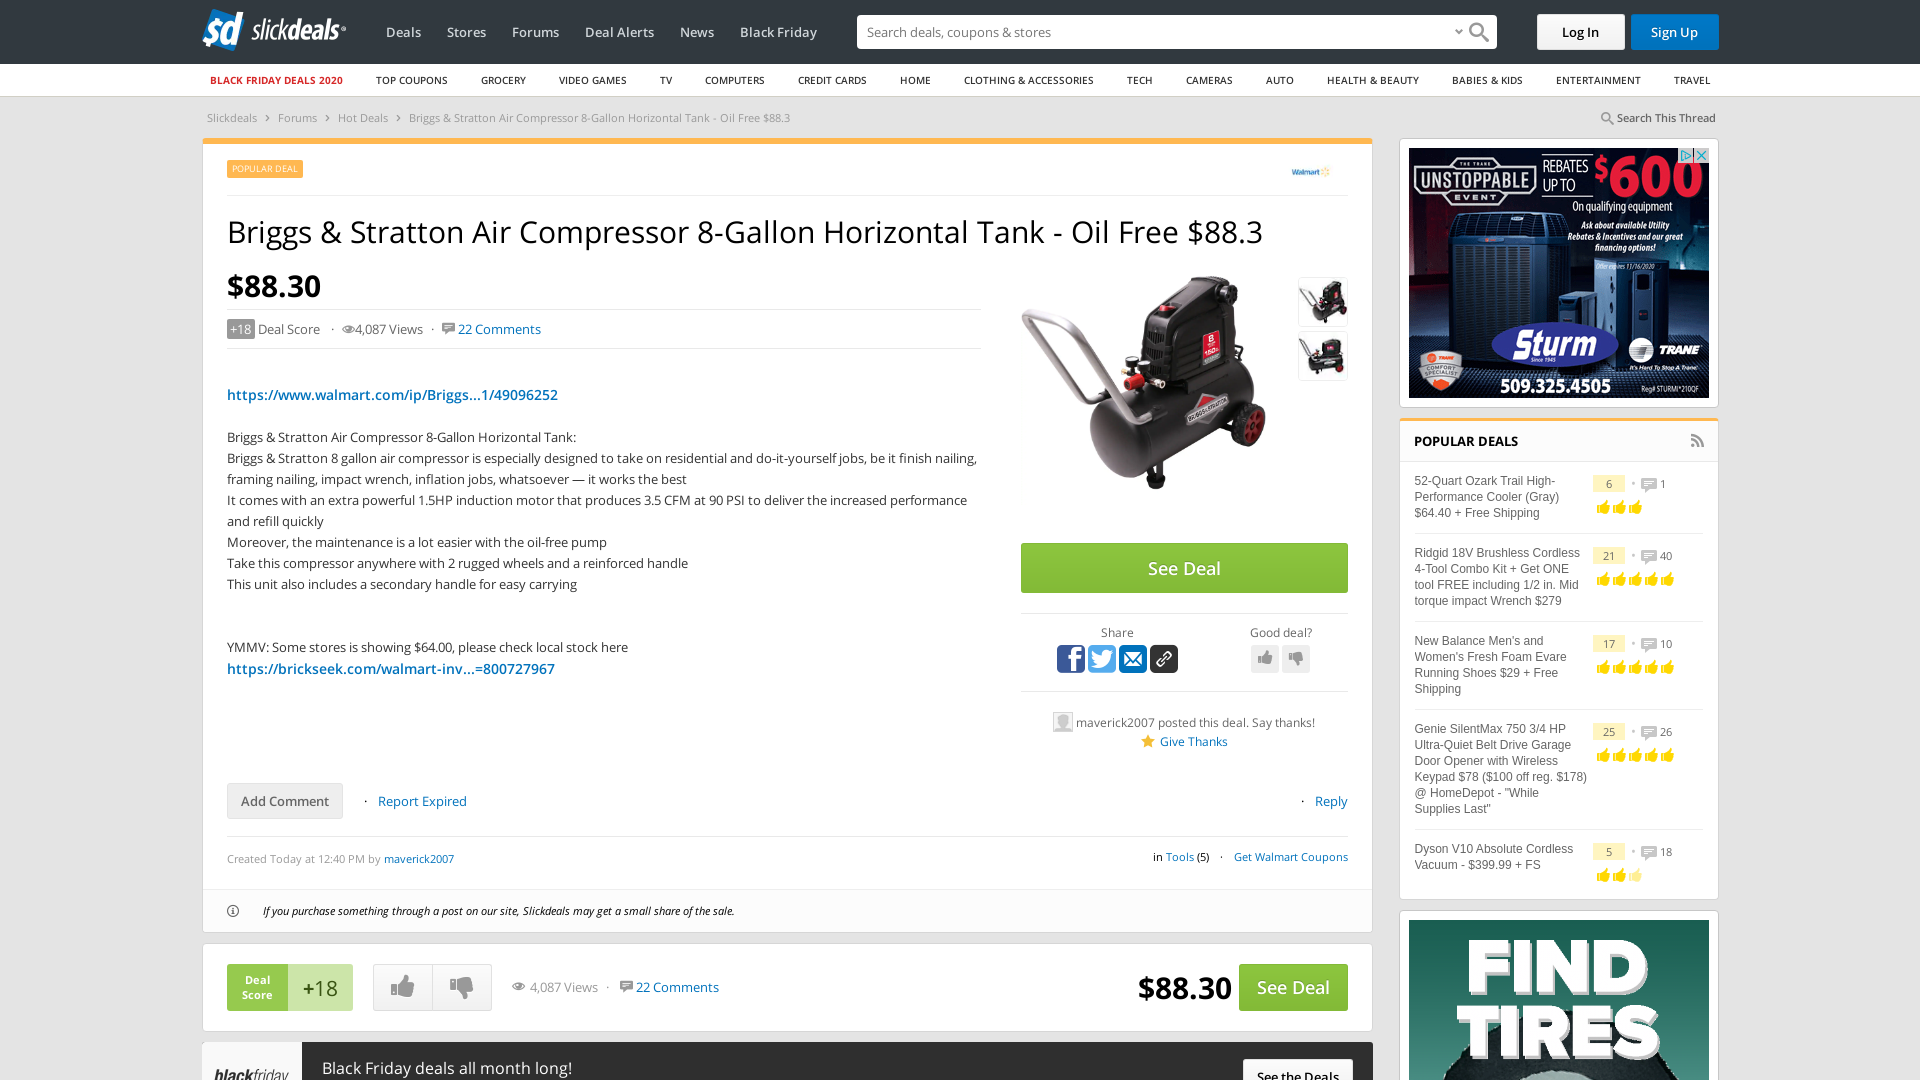 slickdeals
Deals Stores Forums Deal Alerts News Black Friday
Search deals, coupons & shares
Log In
Sign Up
BLACK FRIDAY DEALS 2020 TOP COUPONS GROCERY VIDEO GAMES TV COMPUTERS CREDIT CARDS HOME CLOTHING & ACCESSORIES TECH CAMERAS AUTO HEALTH & BEAUTY BABIES & KIDS ENTERTAINMENT TRAVEL
Slickdeals › Forums › Hot Deals › Briggs & Stratton Air Compressor 8-Gallon Horizontal Tank - Oil Free $88.3
Search This Thread
POPULAR DEAL
Walmart
Briggs & Stratton Air Compressor 8-Gallon Horizontal Tank - Oil Free $88.3
$88.30
+18 Deal Score · 4,087 Views · 22 Comments
https://www.walmart.com/ip/Briggs...1/49096252
Briggs & Stratton Air Compressor 8-Gallon Horizontal Tank:
Briggs & Stratton 8 gallon air compressor is especially designed to take on residential and do-it-yourself jobs, be it finish nailing,
framing nailing, impact wrench, inflation jobs, whatsoever — it works the best
It comes with an extra powerful 1.5HP induction motor that produces 3.5 CFM at 90 PSI to deliver the increased performance
and refill quickly
Moreover, the maintenance is a lot easier with the oil-free pump
Take this compressor anywhere with 2 rugged wheels and a reinforced handle
This unit also includes a secondary handle for easy carrying
YMMV: Some stores is showing $64.00, please check local stock here
https://brickseek.com/walmart-inv...=800727967
See Deal
Share
Good deal?
maverick2007 posted this deal. Say thanks!
Give Thanks
Add Comment · Report Expired
· Reply
Created Today at 12:40 PM by maverick2007
in Tools (5) · Get Walmart Coupons
If you purchase something through a post on our site, Slickdeals may get a small share of the sale.
Deal
Score
+18
4,087 Views · 22 Comments
$88.30
See Deal
blackfriday
Black Friday deals all month long!
See the Deals
THE TRANE
UNSTOPPABLE
EVENT
REBATES
UP TO
$600
On qualifying equipment
Ask about available Utility
Rebates & Incentives and our great
financing options!
Offer expires 11/16/2020
Sturm
Since 1945
TRANE
It's Hard To Stop A Trane.
TRANE
COMFORT
SPECIALIST
509.325.4505
Reg# STURMI*210QF
POPULAR DEALS
52-Quart Ozark Trail High-
Performance Cooler (Gray)
$64.40 + Free Shipping
6 · 1
Ridgid 18V Brushless Cordless
4-Tool Combo Kit + Get ONE
tool FREE including 1/2 in. Mid
torque impact Wrench $279
21 · 40
New Balance Men's and
Women's Fresh Foam Evare
Running Shoes $29 + Free
Shipping
17 · 10
Genie SilentMax 750 3/4 HP
Ultra-Quiet Belt Drive Garage
Door Opener with Wireless
Keypad $78 ($100 off reg. $178)
@ HomeDepot - "While
Supplies Last"
25 · 26
Dyson V10 Absolute Cordless
Vacuum - $399.99 + FS
5 · 18
FIND
TIRES